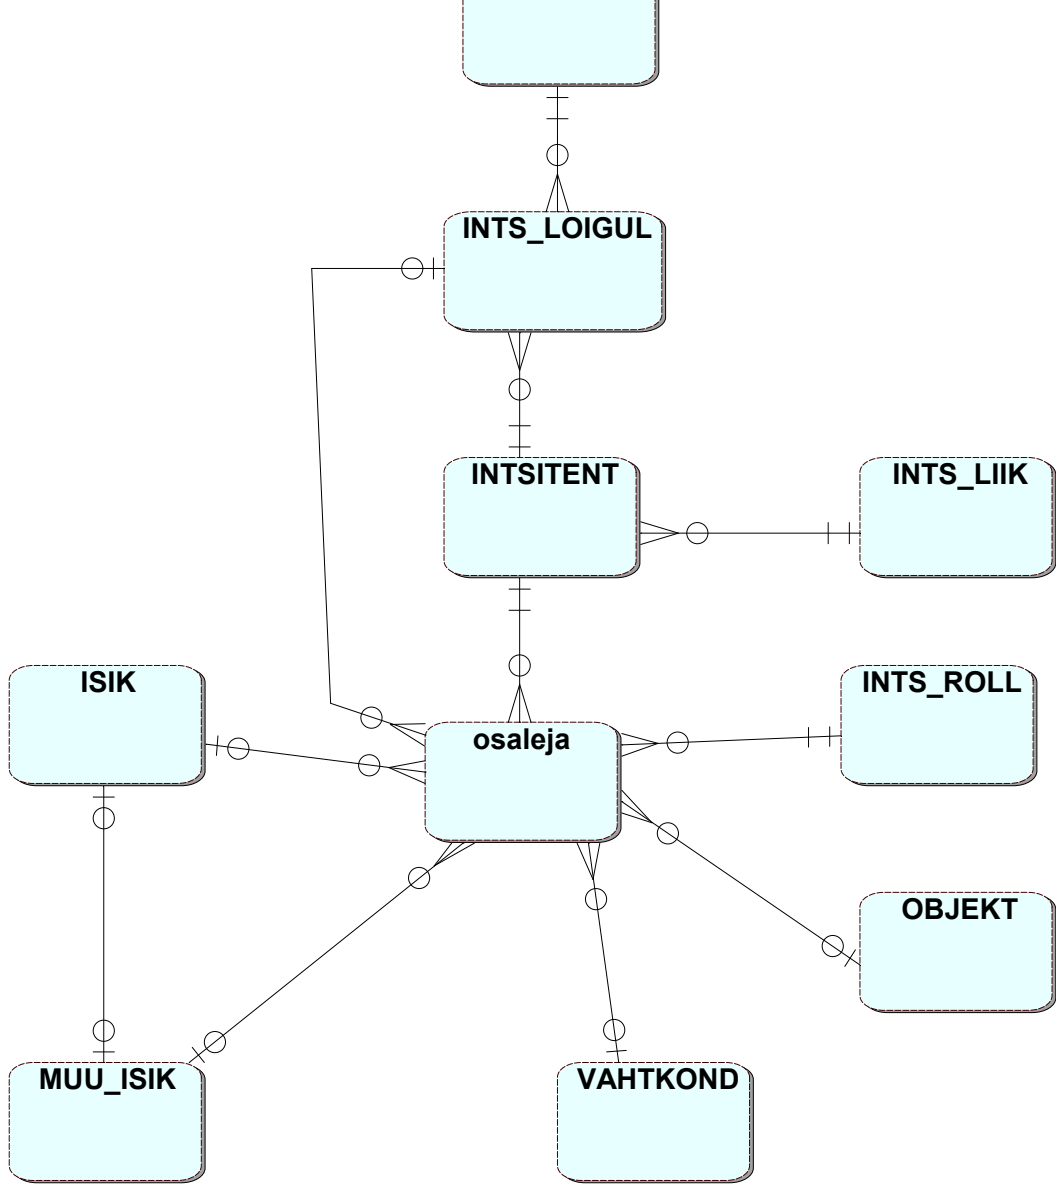 INTS_LOIGUL
INTSITENT
INTS_LIIK
ISIK
INTS_ROLL
osaleja
OBJEKT
MUU_ISIK
VAHTKOND